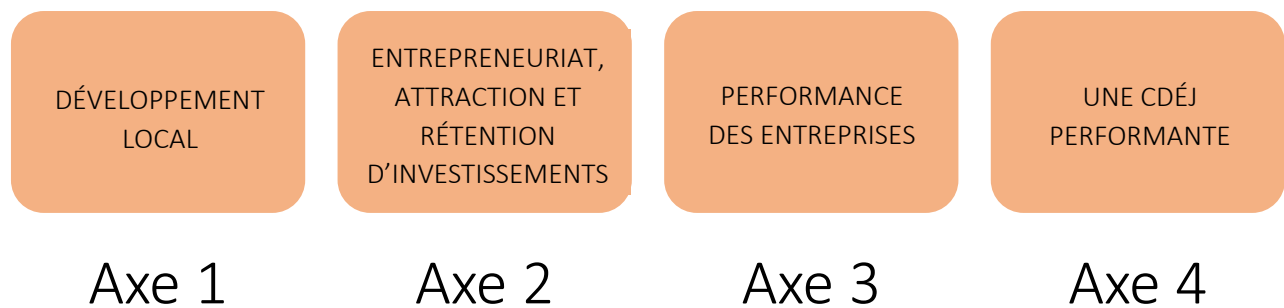 DÉVELOPPEMENT
LOCAL
ENTREPRENEURIAT,
ATTRACTION ET
RÉTENTION
D’INVESTISSEMENTS
PERFORMANCE
DES ENTREPRISES
UNE CDÉJ
PERFORMANTE
Axe 1
Axe 2
Axe 3
Axe 4